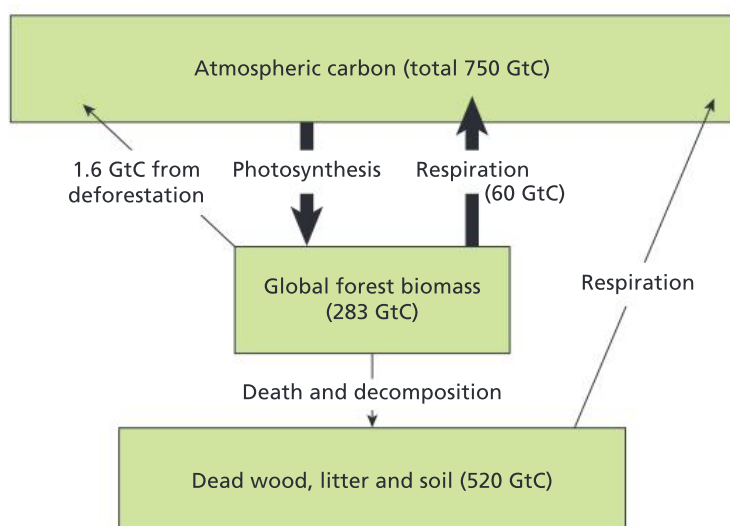 Atmospheric carbon (total 750 GtC)
1.6 GtC from
deforestation
Photosynthesis
Respiration
(60 GtC)
Global forest biomass
(283 GtC)
Respiration
Death and decomposition
Dead wood, litter and soil (520 GtC)